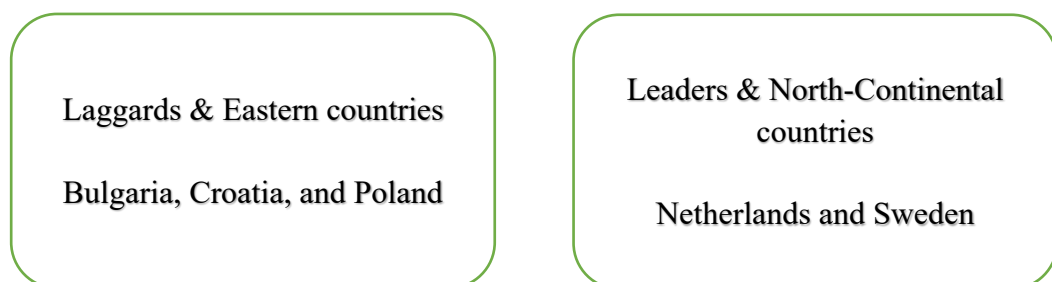 Laggards & Eastern countries
Bulgaria, Croatia, and Poland
Leaders & North-Continental
countries
Netherlands and Sweden